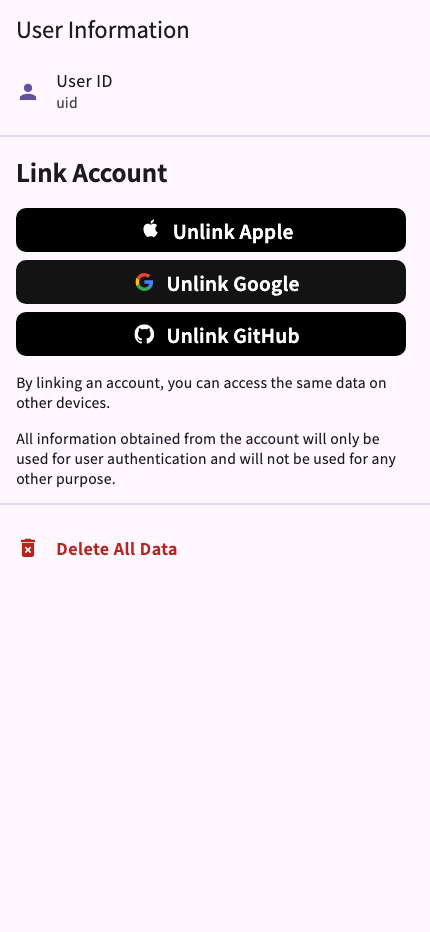 User Information
User ID
uid
Link Account
Unlink Apple
Unlink Google
Unlink GitHub
By linking an account, you can access the same data on
other devices.
All information obtained from the account will only be
used for user authentication and will not be used for any
other purpose.
Delete All Data